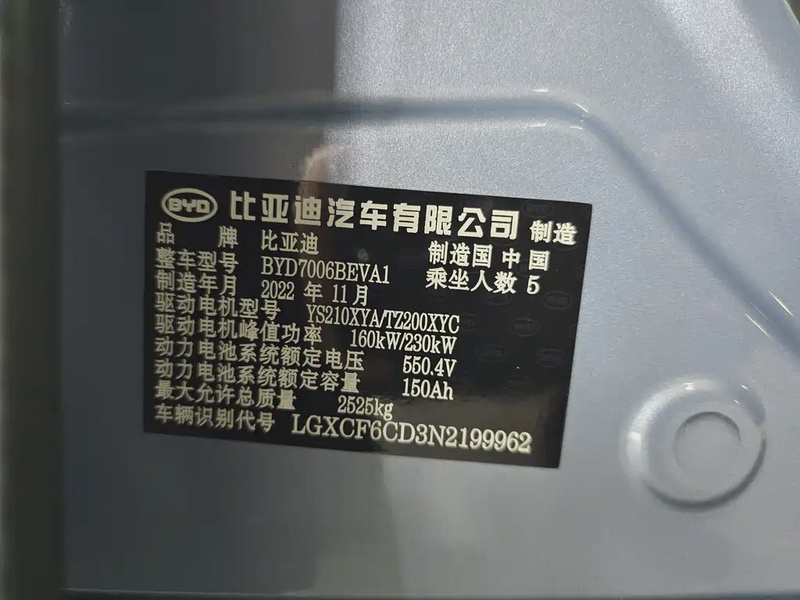 BYD 比亚迪汽车有限公司 制造
品 牌 比亚迪 制造国 中国
整车型号 BYD7006BEVA1 乘坐人数 5
制造年月 2022 年 11 月
驱动电机型号 YS210XYA/TZ200XYC
驱动电机峰值功率 160kW/230kW
动力电池系统额定电压 550.4V
动力电池系统额定容量 150Ah
最大允许总质量 2525kg
车辆识别代号 LGXCF6CD3N2199962